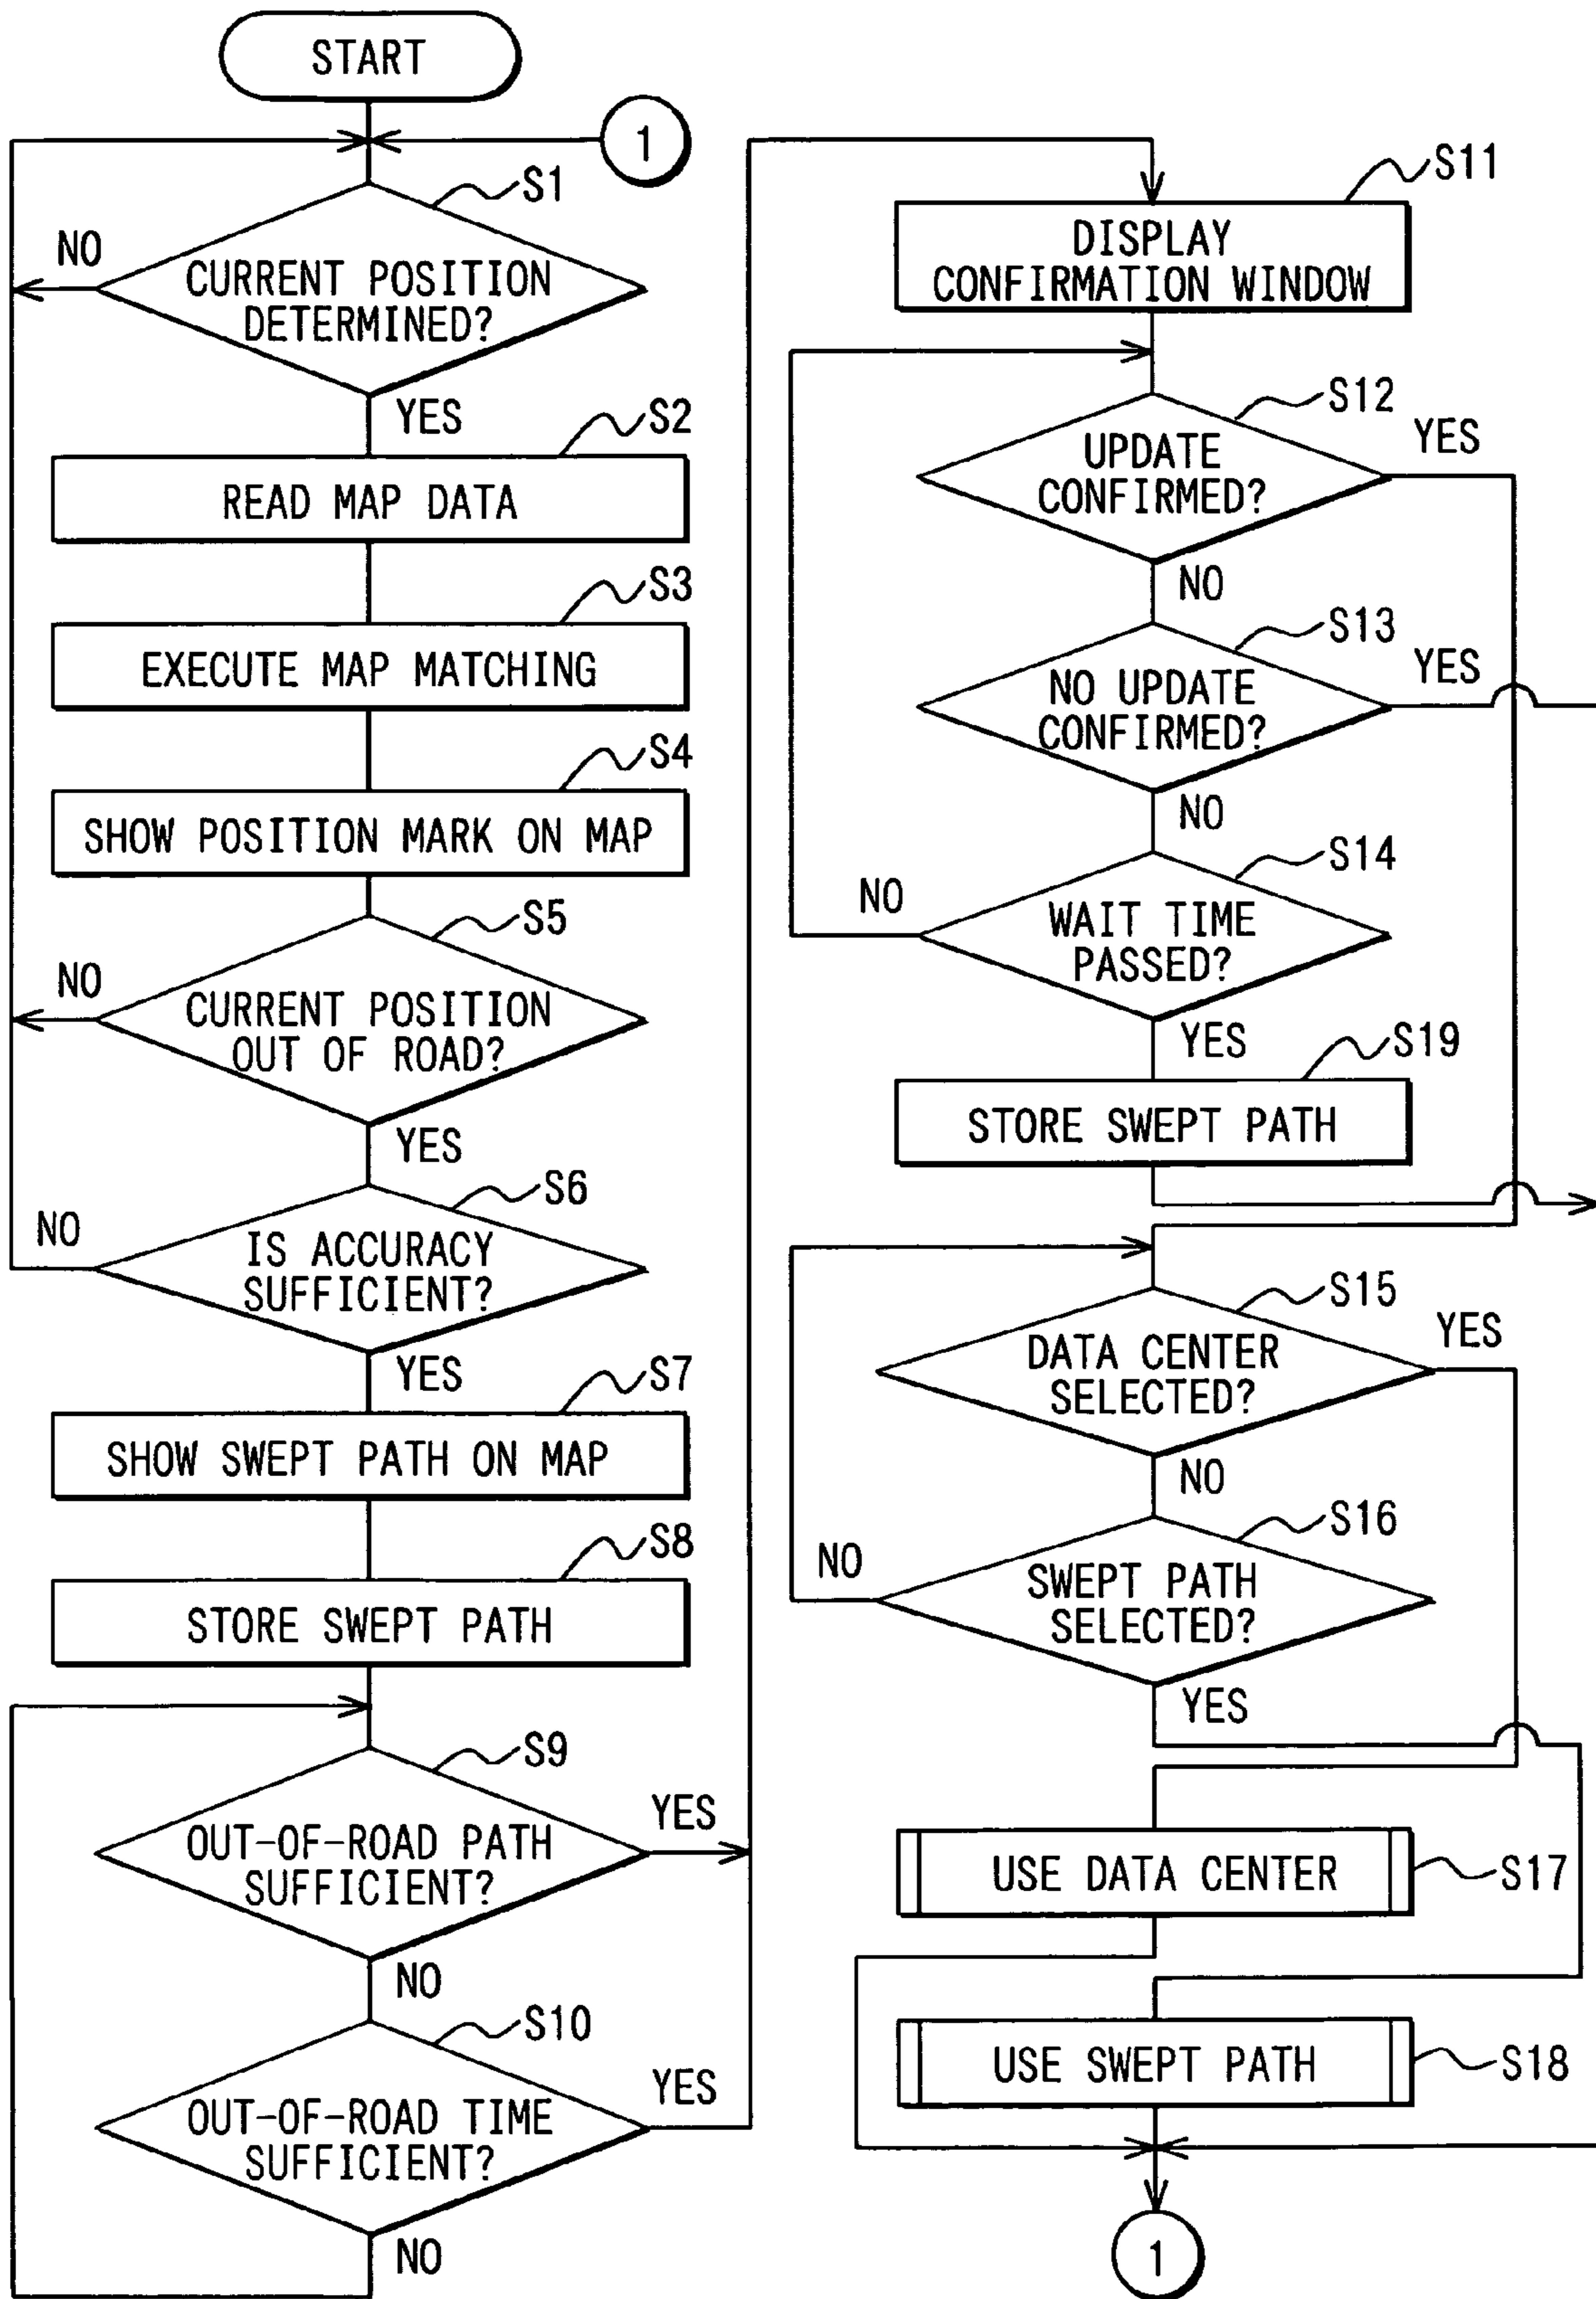 START
1
S1
NO
CURRENT POSITION
DETERMINED?
YES
S2
READ MAP DATA
S3
EXECUTE MAP MATCHING
S4
SHOW POSITION MARK ON MAP
S5
NO
CURRENT POSITION
OUT OF ROAD?
YES
S6
NO
IS ACCURACY
SUFFICIENT?
YES
S7
SHOW SWEPT PATH ON MAP
S8
STORE SWEPT PATH
S9
YES
OUT-OF-ROAD PATH
SUFFICIENT?
NO
S10
YES
OUT-OF-ROAD TIME
SUFFICIENT?
NO
S11
DISPLAY
CONFIRMATION WINDOW
S12
YES
UPDATE
CONFIRMED?
NO
S13
YES
NO UPDATE
CONFIRMED?
NO
S14
NO
WAIT TIME
PASSED?
YES
S19
STORE SWEPT PATH
S15
YES
DATA CENTER
SELECTED?
NO
S16
NO
SWEPT PATH
SELECTED?
YES
USE DATA CENTER
S17
USE SWEPT PATH
S18
1